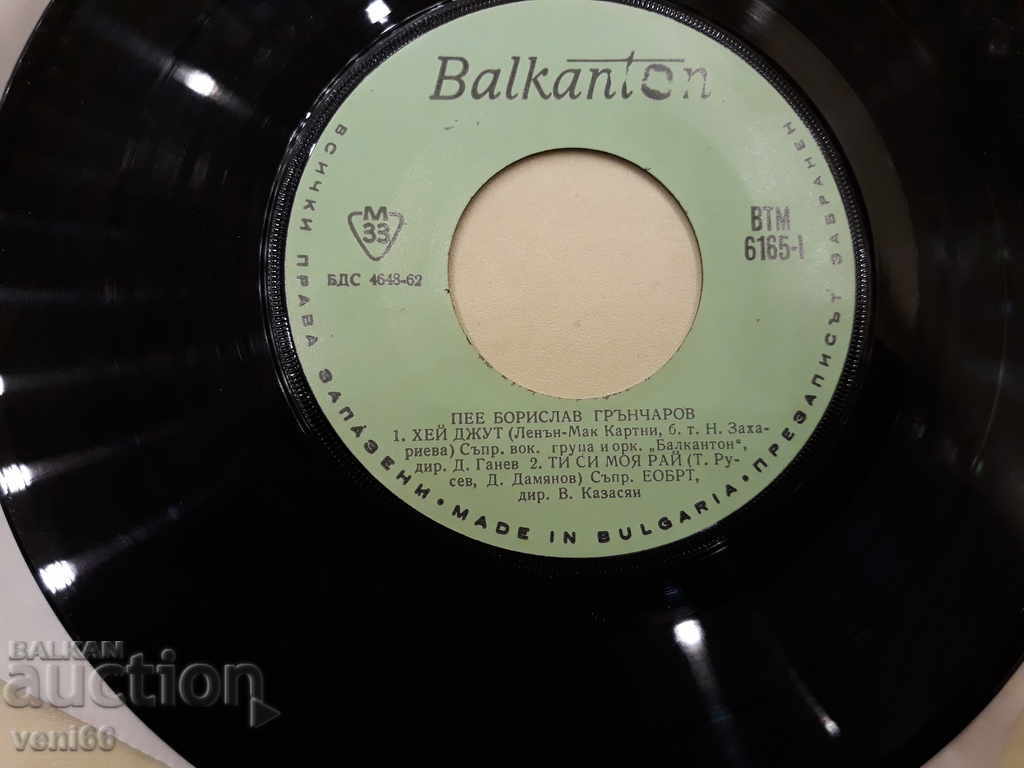 Balkanton
ВСИЧКИ ПРАВА ЗАПАЗЕНИ • MADE IN BULGARIA • ПРЕЗАПИСЪТ ЗАБРАНЕН
М
33
БДС 4643-62
ВТМ
6165-I
ПЕЕ БОРИСЛАВ ГРЪНЧАРОВ
1. ХЕЙ ДЖУТ (Ленън-Мак Картни, б. т. Н. Заха-
риева) Съпр. вок. група и орк. „Балкантон“,
дир. Д. Ганев 2. ТИ СИ МОЯ РАЙ (Т. Ру-
сев, Д. Дамянов) Съпр. ЕОБРТ,
дир. В. Казасян
BALKAN
auction
veni66